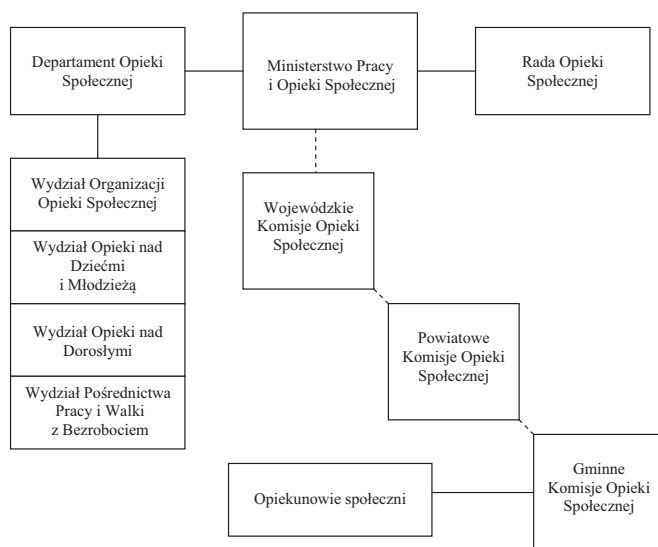 Departament Opieki
Społecznej
Ministerstwo Pracy
i Opieki Społecznej
Rada Opieki
Społecznej
Wydział Organizacji
Opieki Społecznej
Wydział Opieki nad
Dziećmi
i Młodzieżą
Wydział Opieki nad
Dorosłymi
Wydział Pośrednictwa
Pracy i Walki
z Bezrobociem
Wojewódzkie
Komisje Opieki
Społecznej
Powiatowe
Komisje Opieki
Społecznej
Gminne
Komisje Opieki
Społecznej
Opiekunowie społeczni